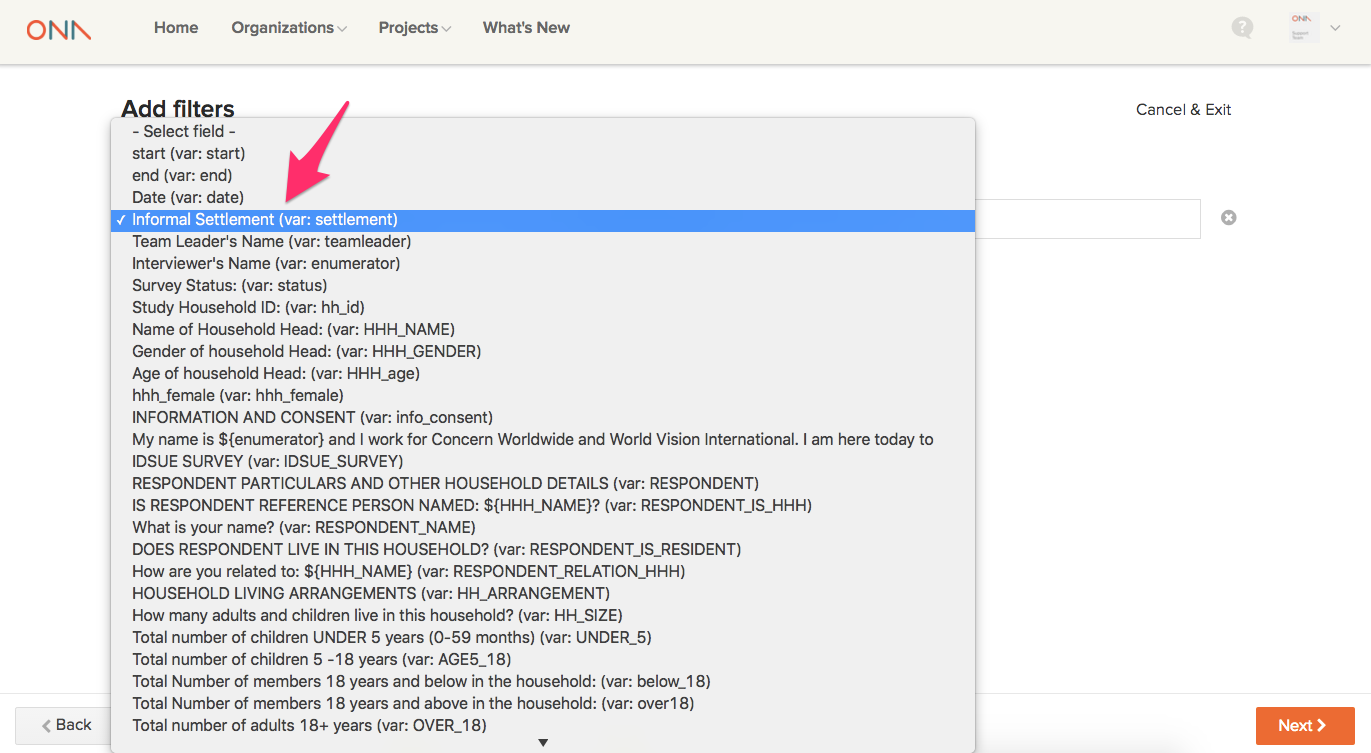 ONA
Home
Organizations
Projects
What's New
?
ONA
Add filters
Cancel & Exit
- Select field -
start (var: start)
end (var: end)
Date (var: date)
✓ Informal Settlement (var: settlement)
Team Leader's Name (var: teamleader)
Interviewer's Name (var: enumerator)
Survey Status: (var: status)
Study Household ID: (var: hh_id)
Name of Household Head: (var: HHH_NAME)
Gender of household Head: (var: HHH_GENDER)
Age of household Head: (var: HHH_age)
hhh_female (var: hhh_female)
INFORMATION AND CONSENT (var: info_consent)
My name is ${enumerator} and I work for Concern Worldwide and World Vision International. I am here today to
IDSUE SURVEY (var: IDSUE_SURVEY)
RESPONDENT PARTICULARS AND OTHER HOUSEHOLD DETAILS (var: RESPONDENT)
IS RESPONDENT REFERENCE PERSON NAMED: ${HHH_NAME}? (var: RESPONDENT_IS_HHH)
What is your name? (var: RESPONDENT_NAME)
DOES RESPONDENT LIVE IN THIS HOUSEHOLD? (var: RESPONDENT_IS_RESIDENT)
How are you related to: ${HHH_NAME} (var: RESPONDENT_RELATION_HHH)
HOUSEHOLD LIVING ARRANGEMENTS (var: HH_ARRANGEMENT)
How many adults and children live in this household? (var: HH_SIZE)
Total number of children UNDER 5 years (0-59 months) (var: UNDER_5)
Total number of children 5 -18 years (var: AGE5_18)
Total Number of members 18 years and below in the household: (var: below_18)
Total Number of members 18 years and above in the household: (var: over18)
Total number of adults 18+ years (var: OVER_18)
Back
Next